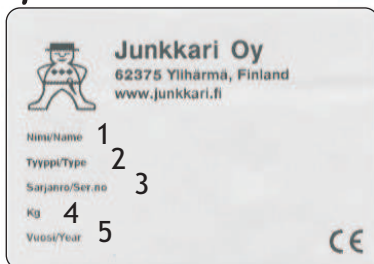 Junkkari Oy
62375 Ylihärmä, Finland
www.junkkari.fi
Nimi/Name 1
Tyyppi/Type 2
Sarjanro/Ser.no 3
Kg 4
Vuosi/Year 5
CE